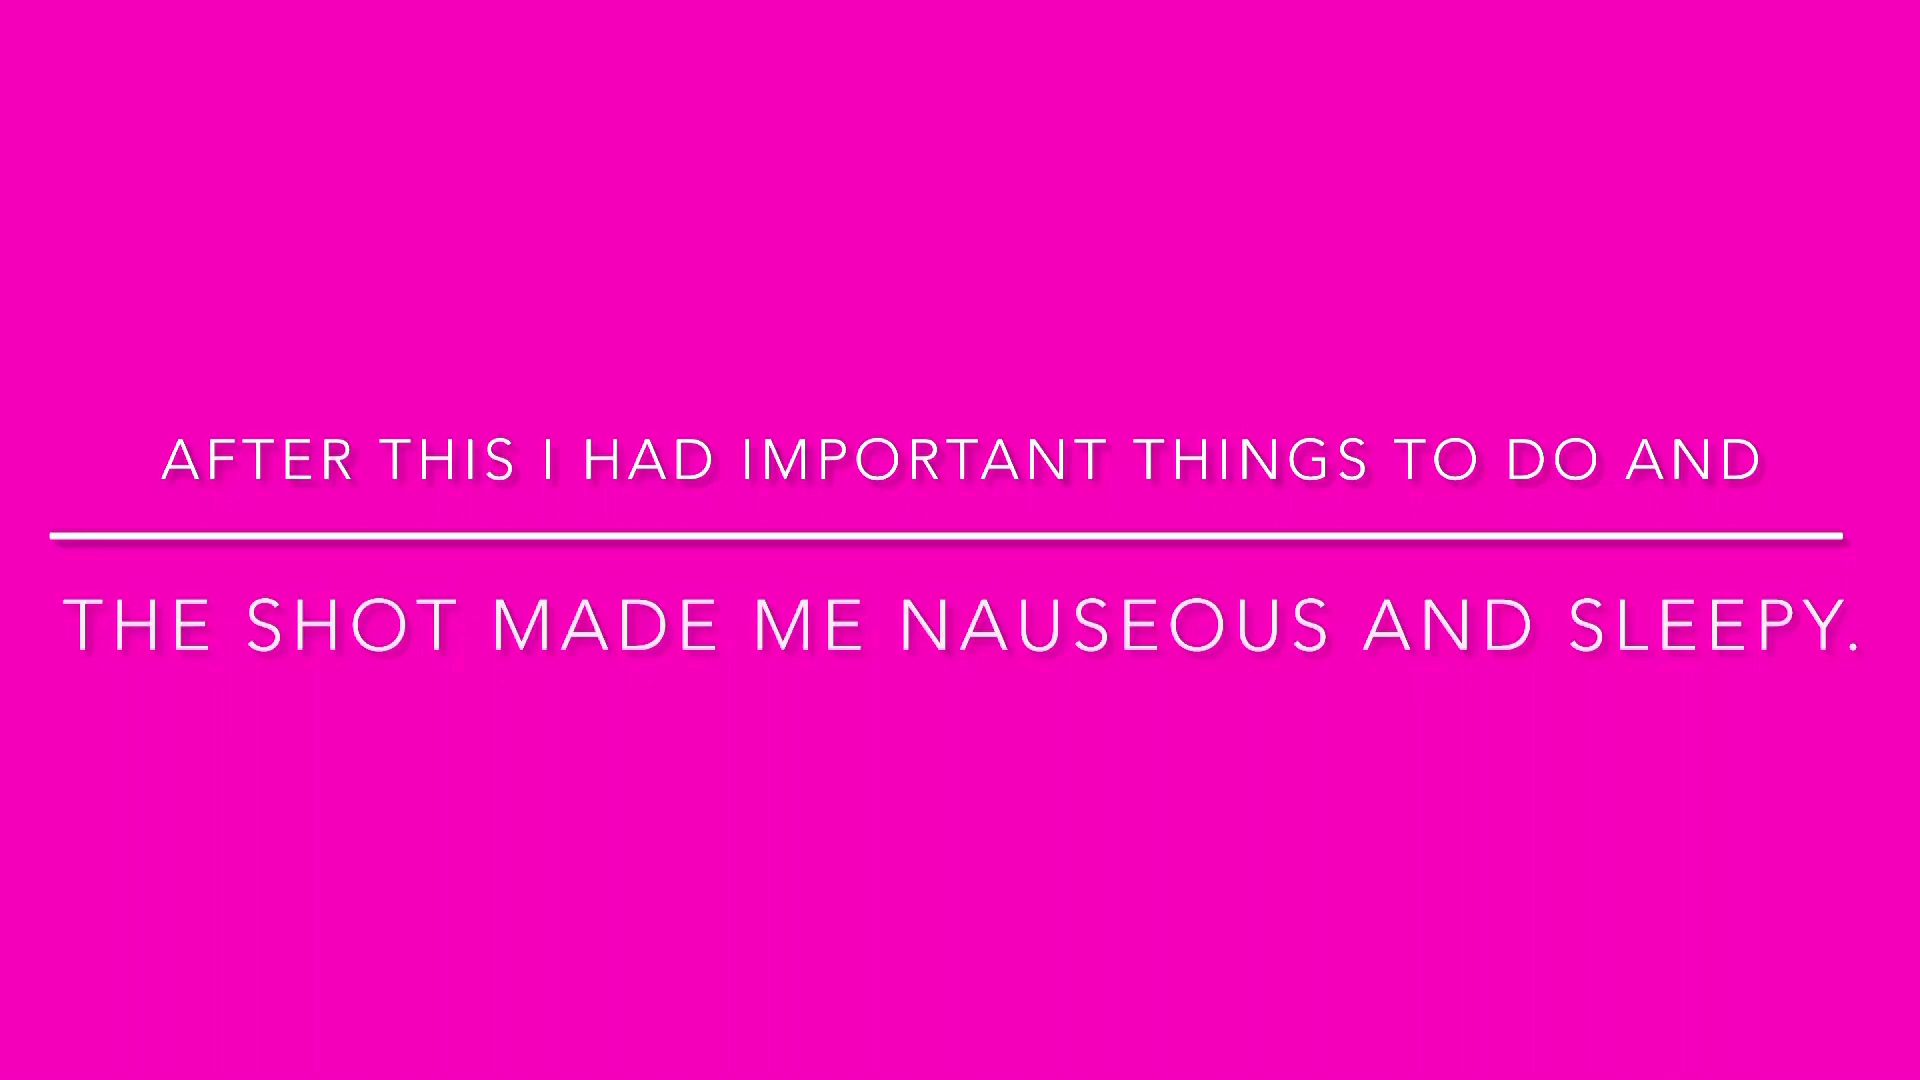 AFTER THIS I HAD IMPORTANT THINGS TO DO AND
THE SHOT MADE ME NAUSEOUS AND SLEEPY.